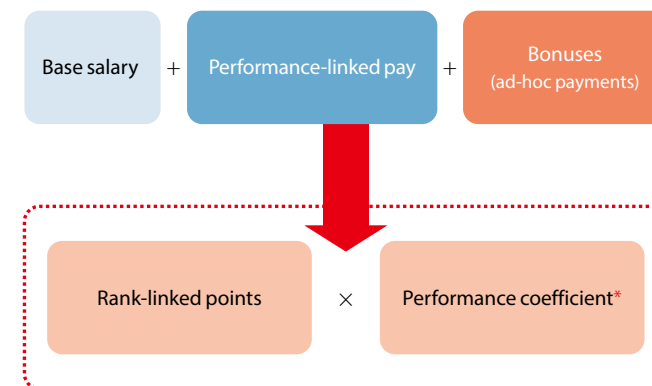 Base salary + Performance-linked pay + Bonuses
(ad-hoc payments)
Rank-linked points × Performance coefficient*